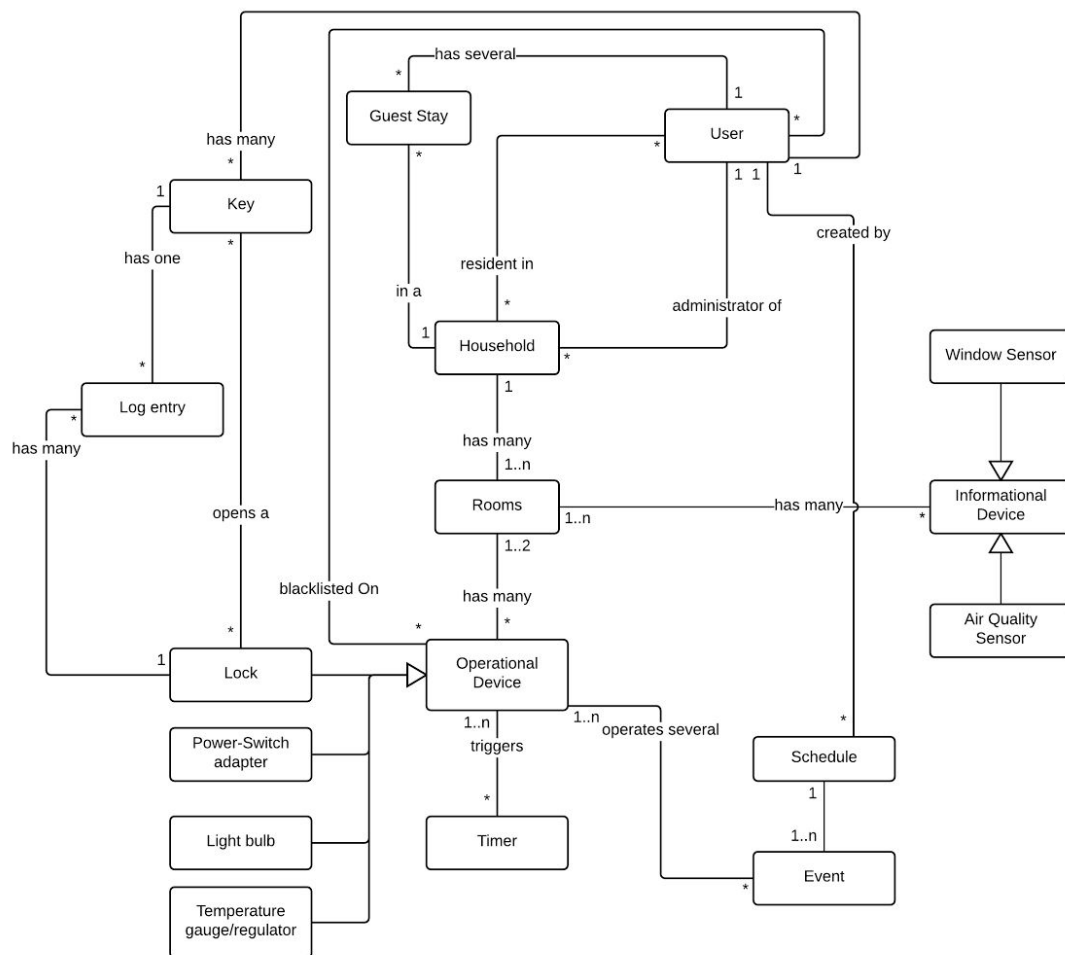 has several
*
1
Guest Stay
User
*
*
has many
*
*
1
1
1
1
Key
*
created by
has one
resident in
in a
administrator of
*
1
Household
*
Window Sensor
*
1
Log entry
*
has many
has many
1..n
Rooms
Informational
Device
has many
1..n
*
opens a
1..2
blacklisted On
has many
*
*
*
Air Quality
Sensor
1
Lock
Operational
Device
1..n
1..n
operates several
triggers
*
Power-Switch
adapter
Schedule
1
*
Light bulb
Timer
1..n
Event
*
Temperature
gauge/regulator